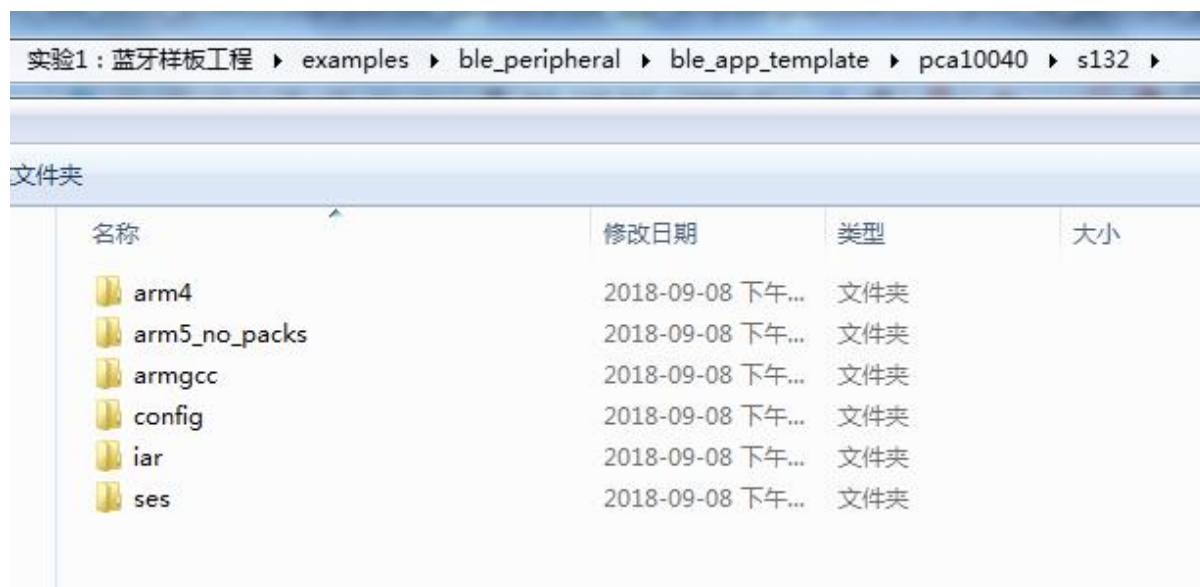 实验1：蓝牙样板工程 ▸ examples ▸ ble_peripheral ▸ ble_app_template ▸ pca10040 ▸ s132 ▸
文件夹
名称 修改日期 类型 大小
arm4 2018-09-08 下午... 文件夹
arm5_no_packs 2018-09-08 下午... 文件夹
armgcc 2018-09-08 下午... 文件夹
config 2018-09-08 下午... 文件夹
iar 2018-09-08 下午... 文件夹
ses 2018-09-08 下午... 文件夹